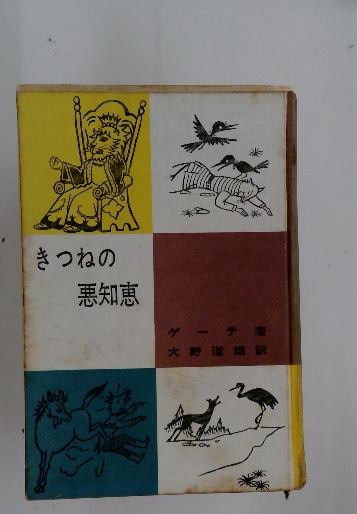 きつねの
悪知恵
ゲーテ著
大野道雄訳